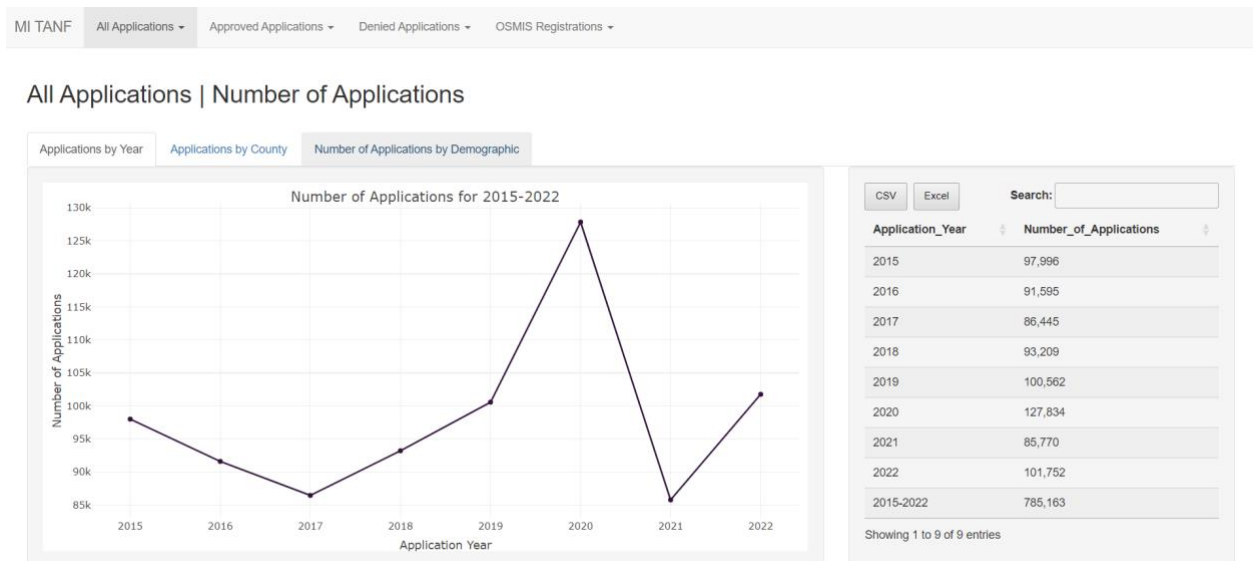 MI TANF All Applications Approved Applications Denied Applications OSMIS Registrations
All Applications | Number of Applications
Applications by Year Applications by County Number of Applications by Demographic
Number of Applications for 2015-2022
130k
125k
120k
115k
110k
105k
100k
95k
90k
85k
Number of Applications
2015 2016 2017 2018 2019 2020 2021 2022
Application Year
CSV Excel Search:
Application_Year Number_of_Applications
2015 97,996
2016 91,595
2017 86,445
2018 93,209
2019 100,562
2020 127,834
2021 85,770
2022 101,752
2015-2022 785,163
Showing 1 to 9 of 9 entries